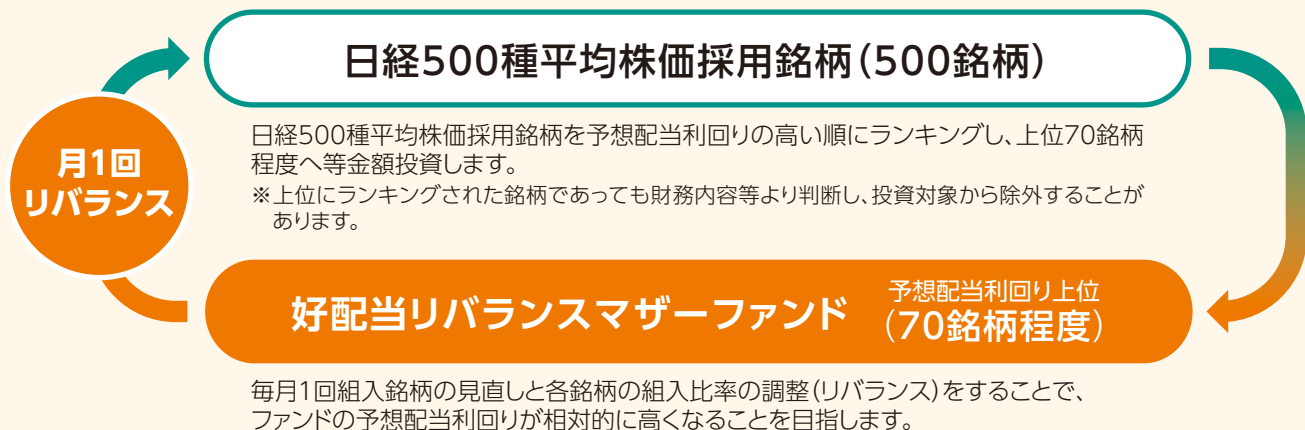 日経500種平均株価採用銘柄(500銘柄)
月1回
リバランス
日経500種平均株価採用銘柄を予想配当利回りの高い順にランキングし、上位70銘柄
程度へ等金額投資します。
※上位にランキングされた銘柄であっても財務内容等より判断し、投資対象から除外することが
あります。
好配当リバランスマザーファンド
予想配当利回り上位
(70銘柄程度)
毎月1回組入銘柄の見直しと各銘柄の組入比率の調整(リバランス)をすることで、
ファンドの予想配当利回りが相対的に高くなることを目指します。